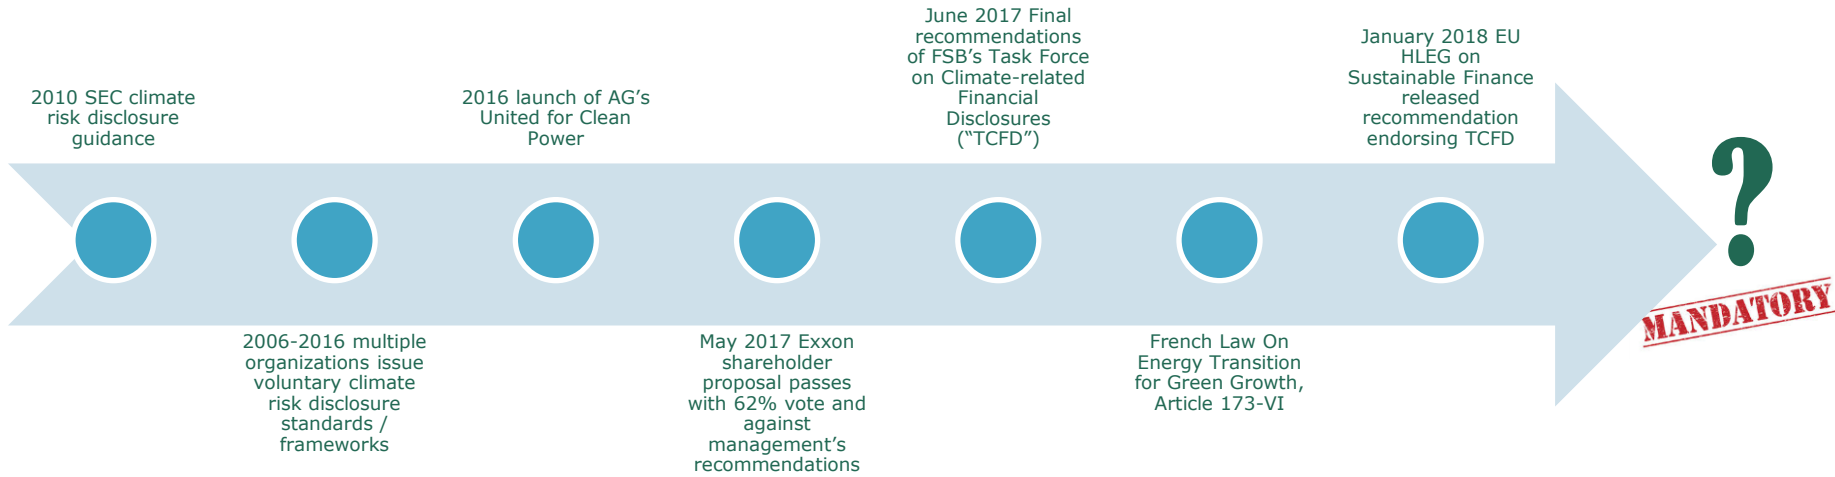 2010 SEC climate
risk disclosure
guidance
2006-2016 multiple
organizations issue
voluntary climate
risk disclosure
standards /
frameworks
2016 launch of AG’s
United for Clean
Power
May 2017 Exxon
shareholder
proposal passes
with 62% vote and
against
management’s
recommendations
June 2017 Final
recommendations
of FSB’s Task Force
on Climate-related
Financial
Disclosures
(“TCFD”)
French Law On
Energy Transition
for Green Growth,
Article 173-VI
January 2018 EU
HLEG on
Sustainable Finance
released
recommendation
endorsing TCFD
?
MANDATORY